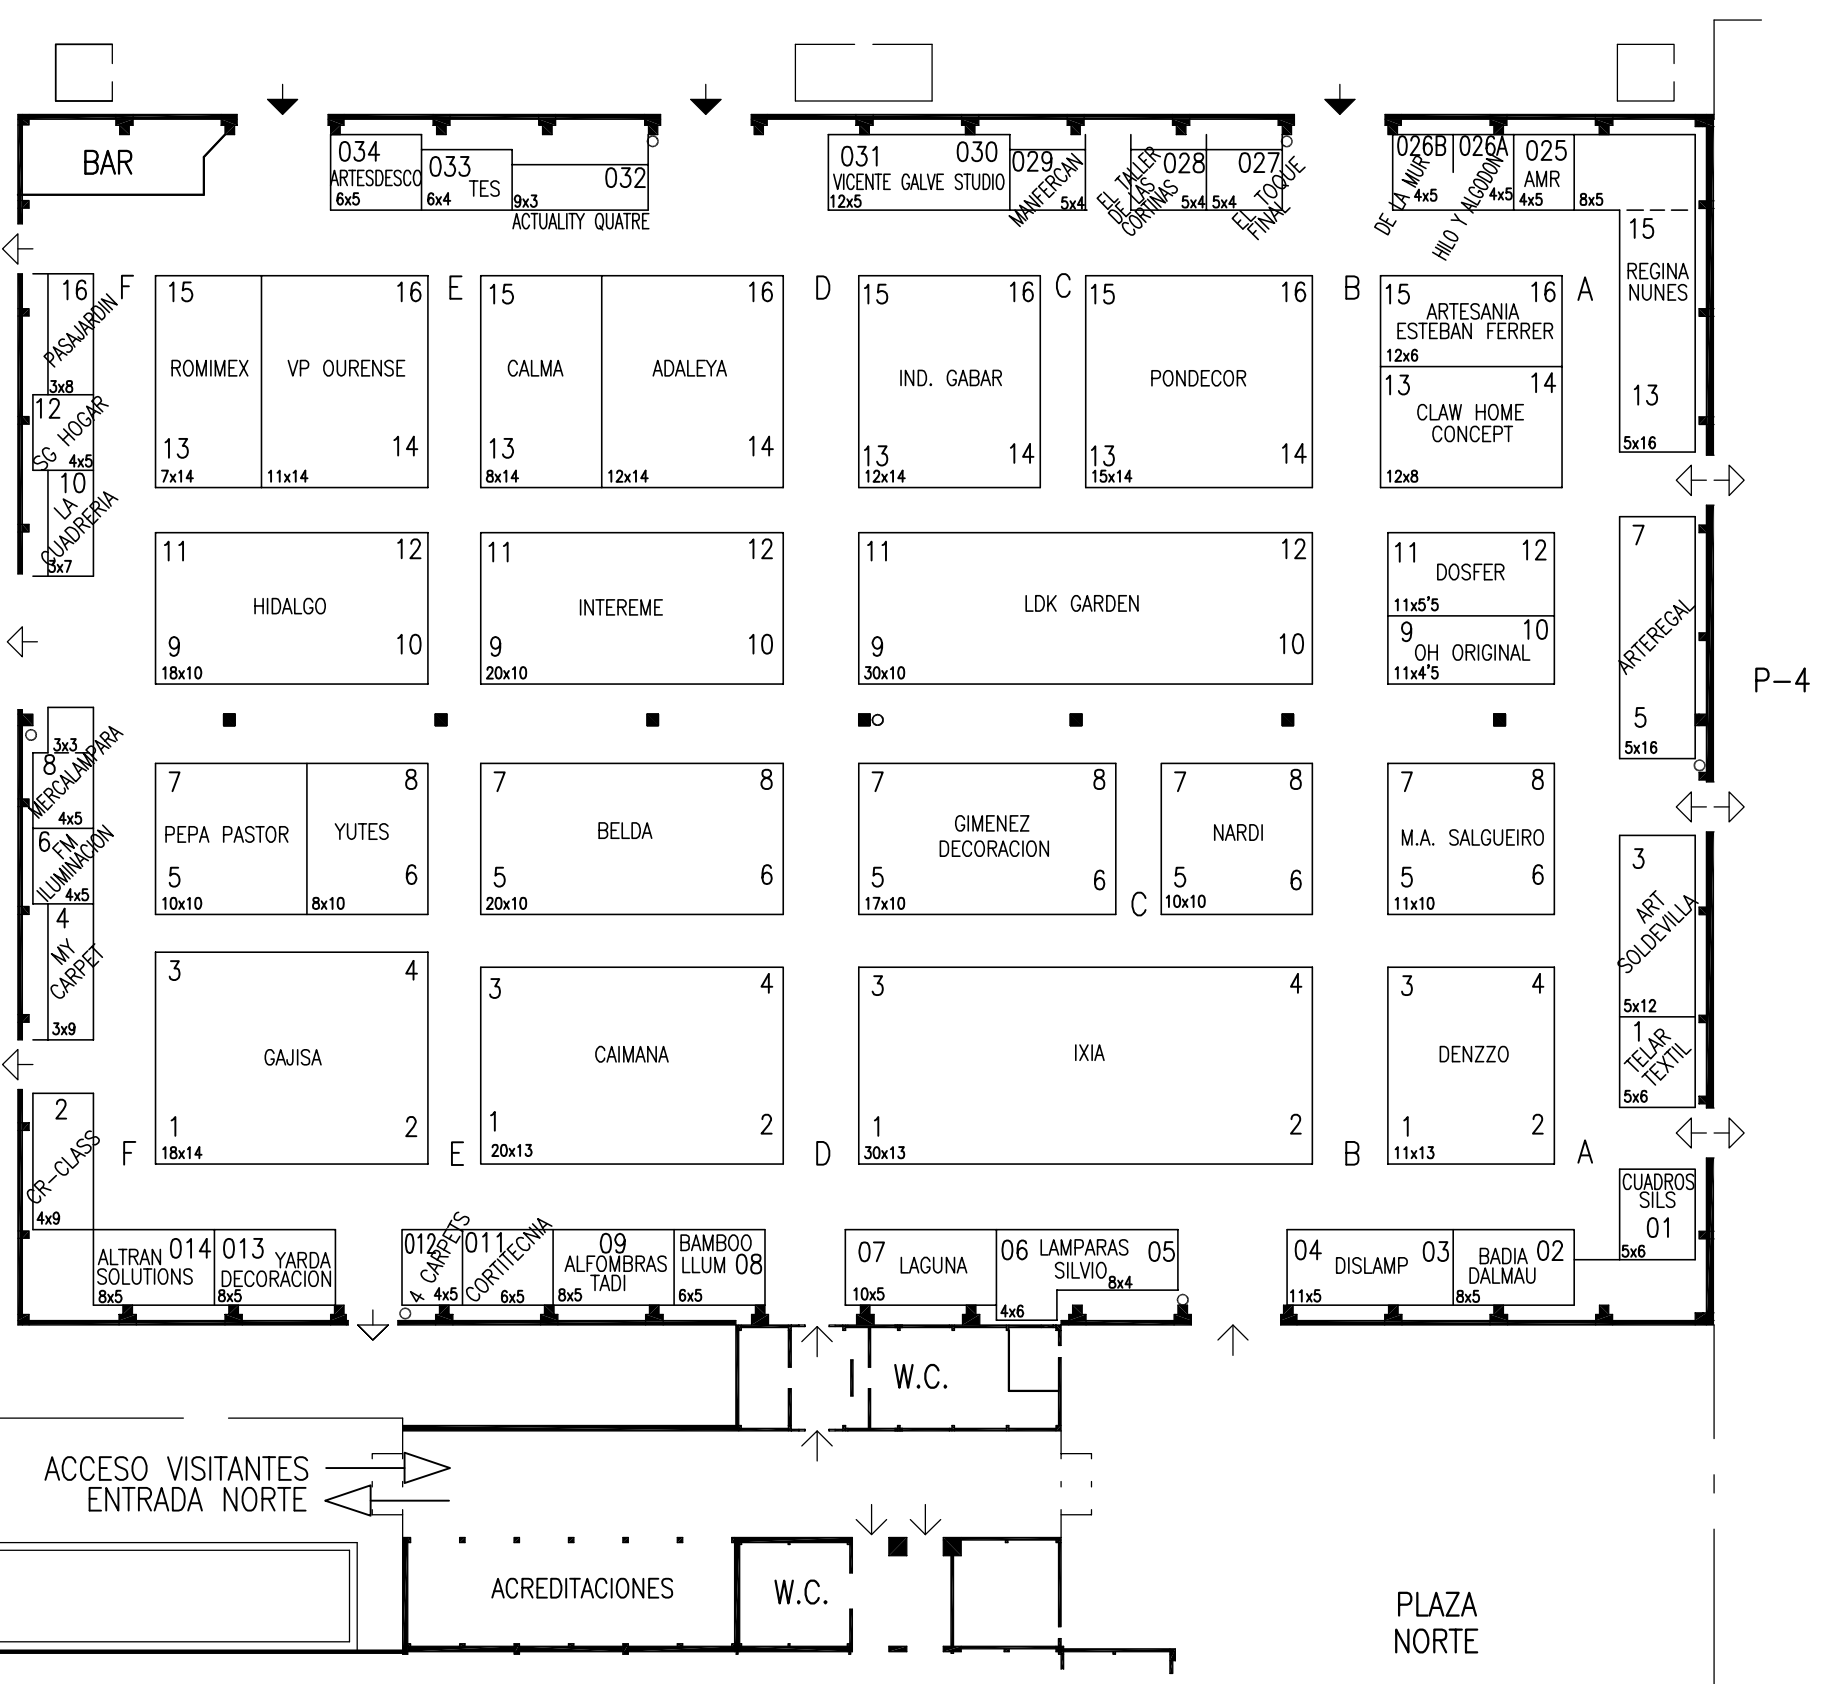 BAR
034
ARTESDESCO
6x5
033
TES
6x4
032
9x3
ACTUALITY QUATRE
031
030
VICENTE GALVE STUDIO
12x5
029
MANFERCAN
5x4
EL TALLER
DE LAS
CORTINAS
028
5x4
027
5x4
EL TOQUE
FINAL
026B
DE LA MUR
4x5
026A
HILO Y ALGODON
4x5
025
AMR
4x5
8x5
15
REGINA
NUNES
13
5x16
16
PASAJARDIN
3x8
12
SG HOGAR
4x5
10
LA
CUADRERIA
3x7
F
15
ROMIMEX
13
7x14
16
VP OURENSE
14
11x14
E
15
CALMA
13
8x14
16
ADALEYA
14
12x14
D
15
16
IND. GABAR
13
14
12x14
C
15
16
PONDECOR
13
14
15x14
B
15
16
ARTESANIA
ESTEBAN FERRER
12x6
13
14
CLAW HOME
CONCEPT
12x8
A
11
12
HIDALGO
9
10
18x10
11
12
INTEREME
9
10
20x10
11
12
LDK GARDEN
9
10
30x10
11
12
DOSFER
11x5'5
9
10
OH ORIGINAL
11x4'5
7
ARTEREGAL
5
5x16
P-4
3x3
8
MERCALAMPARA
4x5
6
FM
ILUMINACION
4x5
4
MY
CARPET
3x9
7
PEPA PASTOR
5
10x10
8
YUTES
6
8x10
7
8
BELDA
5
6
20x10
7
8
GIMENEZ
DECORACION
5
6
17x10
C
7
8
NARDI
5
6
10x10
7
8
M.A. SALGUEIRO
5
6
11x10
3
ART
SOLDEVILLA
5x12
1
TELAR
TEXTIL
5x6
3
4
GAJISA
1
2
18x14
3
4
CAIMANA
1
2
20x13
3
4
IXIA
1
2
30x13
3
4
DENZZO
1
2
11x13
2
CR-CLASS
4x9
F
E
D
B
A
CUADROS
SILS
01
5x6
ALTRAN
SOLUTIONS
014
8x5
013
YARDA
DECORACION
8x5
012
4 CARPETS
4x5
011
CORTITECNIA
6x5
09
ALFOMBRAS
TADI
8x5
BAMBOO
LLUM 08
6x5
07
LAGUNA
10x5
06
LAMPARAS
SILVIO
05
8x4
4x6
04
DISLAMP
03
11x5
BADIA
DALMAU
02
8x5
W.C.
ACCESO VISITANTES
ENTRADA NORTE
ACREDITACIONES
W.C.
PLAZA
NORTE